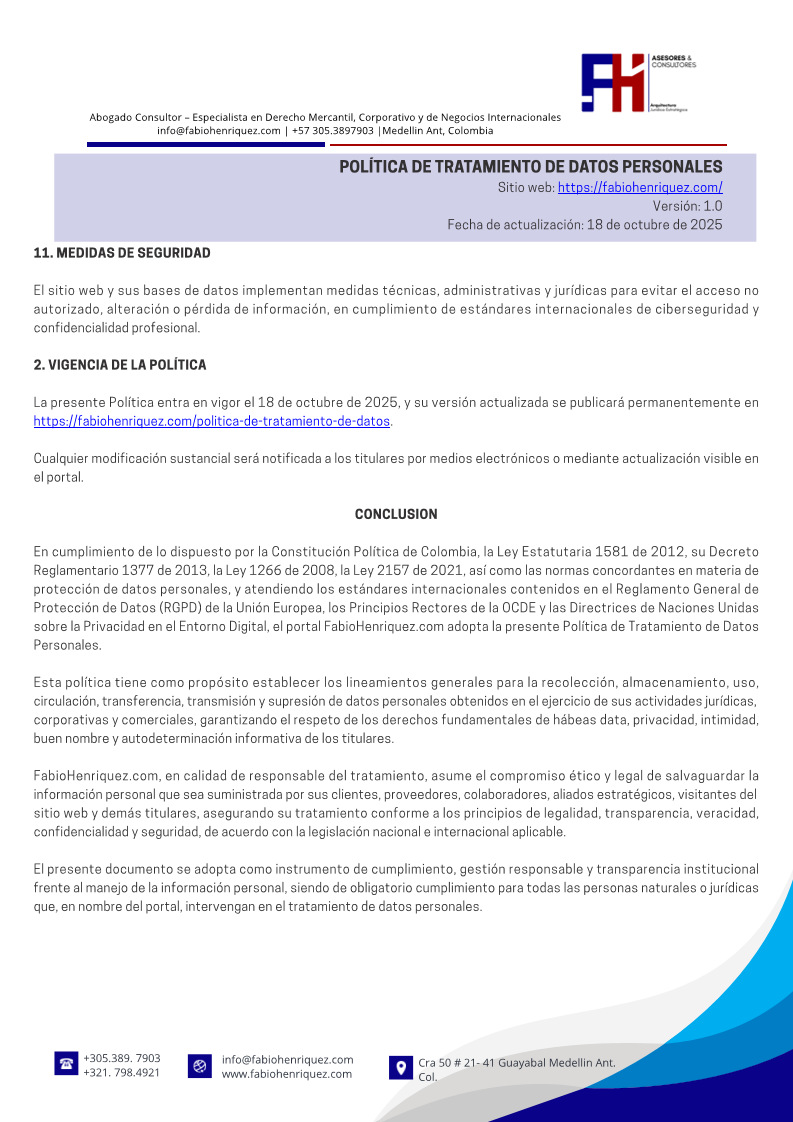 FH
ASESORES &
CONSULTORES
Arquitectura
Jurídica Estratégica
Abogado Consultor – Especialista en Derecho Mercantil, Corporativo y de Negocios Internacionales
info@fabiohenriquez.com | +57 305.3897903 |Medellin Ant, Colombia
POLÍTICA DE TRATAMIENTO DE DATOS PERSONALES
Sitio web: https://fabiohenriquez.com/
Versión: 1.0
Fecha de actualización: 18 de octubre de 2025
11. MEDIDAS DE SEGURIDAD
El sitio web y sus bases de datos implementan medidas técnicas, administrativas y jurídicas para evitar el acceso no
autorizado, alteración o pérdida de información, en cumplimiento de estándares internacionales de ciberseguridad y
confidencialidad profesional.
2. VIGENCIA DE LA POLÍTICA
La presente Política entra en vigor el 18 de octubre de 2025, y su versión actualizada se publicará permanentemente en
https://fabiohenriquez.com/politica-de-tratamiento-de-datos.
Cualquier modificación sustancial será notificada a los titulares por medios electrónicos o mediante actualización visible en
el portal.
CONCLUSION
En cumplimiento de lo dispuesto por la Constitución Política de Colombia, la Ley Estatutaria 1581 de 2012, su Decreto
Reglamentario 1377 de 2013, la Ley 1266 de 2008, la Ley 2157 de 2021, así como las normas concordantes en materia de
protección de datos personales, y atendiendo los estándares internacionales contenidos en el Reglamento General de
Protección de Datos (RGPD) de la Unión Europea, los Principios Rectores de la OCDE y las Directrices de Naciones Unidas
sobre la Privacidad en el Entorno Digital, el portal FabioHenriquez.com adopta la presente Política de Tratamiento de Datos
Personales.
Esta política tiene como propósito establecer los lineamientos generales para la recolección, almacenamiento, uso,
circulación, transferencia, transmisión y supresión de datos personales obtenidos en el ejercicio de sus actividades jurídicas,
corporativas y comerciales, garantizando el respeto de los derechos fundamentales de hábeas data, privacidad, intimidad,
buen nombre y autodeterminación informativa de los titulares.
FabioHenriquez.com, en calidad de responsable del tratamiento, asume el compromiso ético y legal de salvaguardar la
información personal que sea suministrada por sus clientes, proveedores, colaboradores, aliados estratégicos, visitantes del
sitio web y demás titulares, asegurando su tratamiento conforme a los principios de legalidad, transparencia, veracidad,
confidencialidad y seguridad, de acuerdo con la legislación nacional e internacional aplicable.
El presente documento se adopta como instrumento de cumplimiento, gestión responsable y transparencia institucional
frente al manejo de la información personal, siendo de obligatorio cumplimiento para todas las personas naturales o jurídicas
que, en nombre del portal, intervengan en el tratamiento de datos personales.
+305.389. 7903
+321. 798.4921
info@fabiohenriquez.com
www.fabiohenriquez.com
Cra 50 # 21- 41 Guayabal Medellin Ant.
Col.